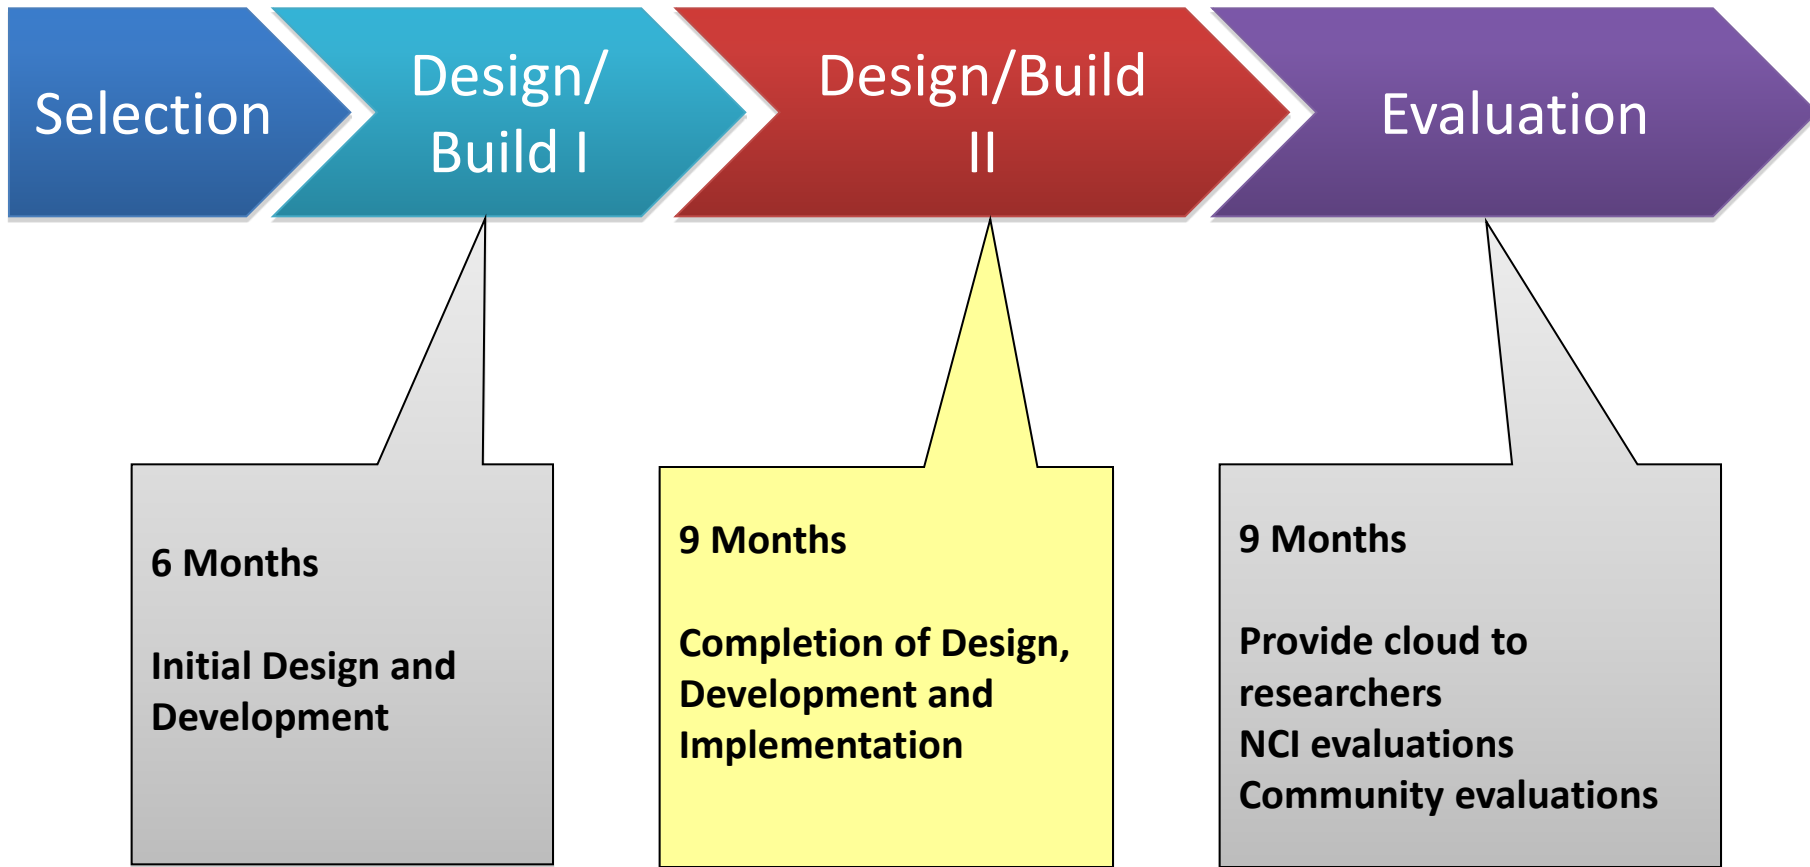 Selection
Design/
Build I
Design/Build
II
Evaluation
6 Months
Initial Design and
Development
9 Months
Completion of Design,
Development and
Implementation
9 Months
Provide cloud to
researchers
NCI evaluations
Community evaluations